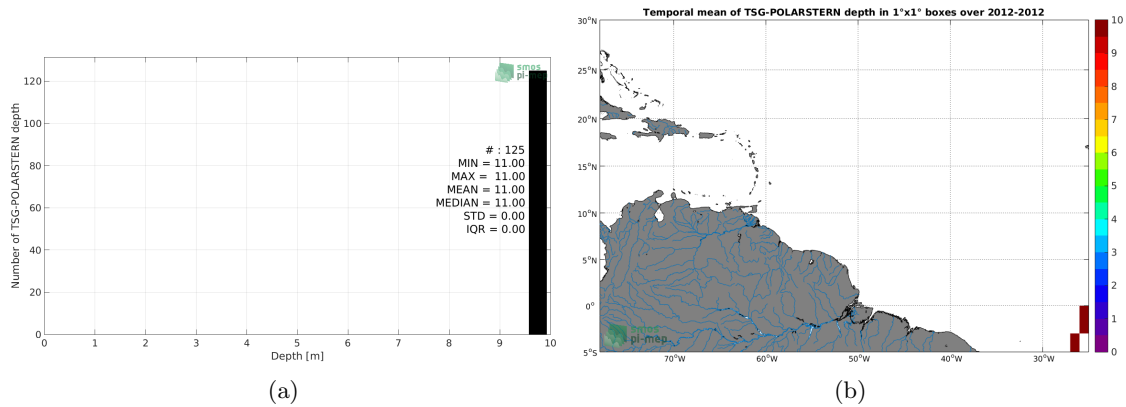 smos
pi-mep
Number of TSG-POLARSTERN depth
120
100
80
60
40
20
0
# : 125
MIN = 11.00
MAX = 11.00
MEAN = 11.00
MEDIAN = 11.00
STD = 0.00
IQR = 0.00
0 1 2 3 4 5 6 7 8 9 10
Depth [m]
(a)
Temporal mean of TSG-POLARSTERN depth in 1°x1° boxes over 2012-2012
30°N
25°N
20°N
15°N
10°N
5°N
0°
5°S
70°W 60°W 50°W 40°W 30°W
smos
pi-mep
10
9
8
7
6
5
4
3
2
1
0
(b)